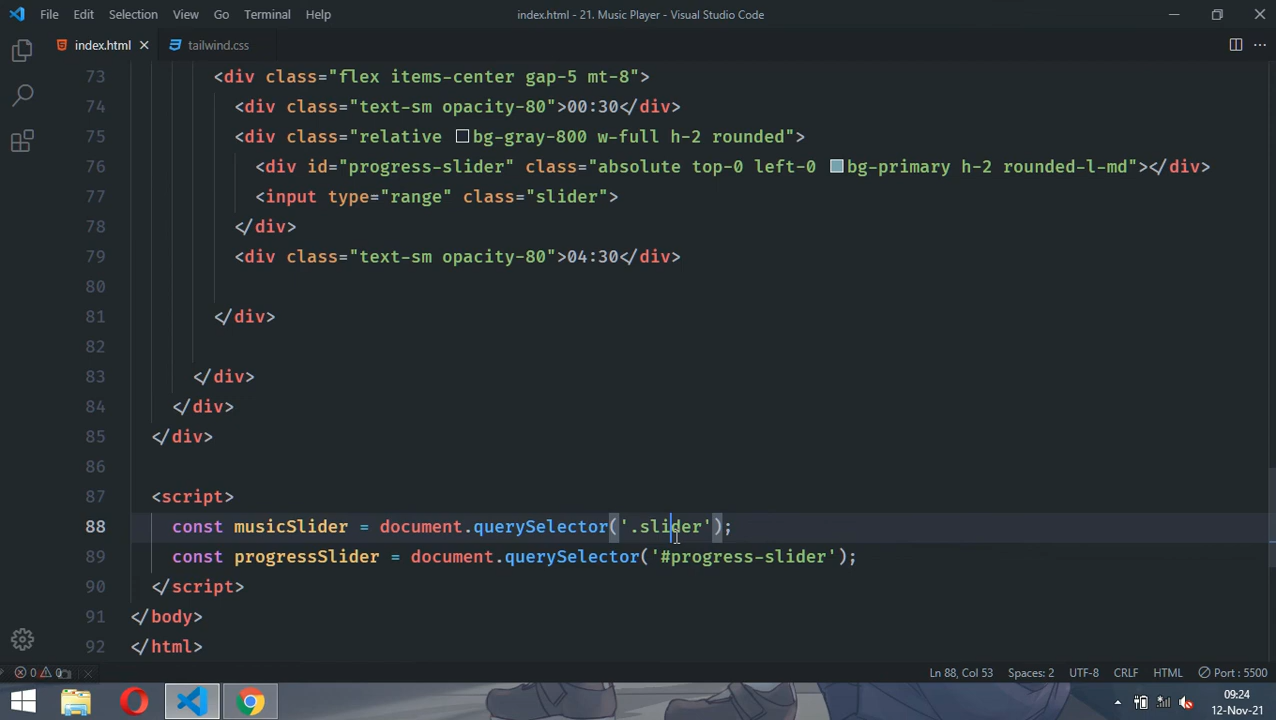 File Edit Selection View Go Terminal Help index.html - 21. Music Player - Visual Studio Code
index.html tailwind.css
73 <div class="flex items-center gap-5 mt-8">
74 <div class="text-sm opacity-80">00:30</div>
75 <div class="relative bg-gray-800 w-full h-2 rounded">
76 <div id="progress-slider" class="absolute top-0 left-0 bg-primary h-2 rounded-l-md"></div>
77 <input type="range" class="slider">
78 </div>
79 <div class="text-sm opacity-80">04:30</div>
80
81 </div>
82
83 </div>
84 </div>
85 </div>
86
87 <script>
88 const musicSlider = document.querySelector('.slider');
89 const progressSlider = document.querySelector('#progress-slider');
90 </script>
91 </body>
92 </html>
0 0 Ln 88, Col 53 Spaces: 2 UTF-8 CRLF HTML Port : 5500
09:24
12-Nov-21